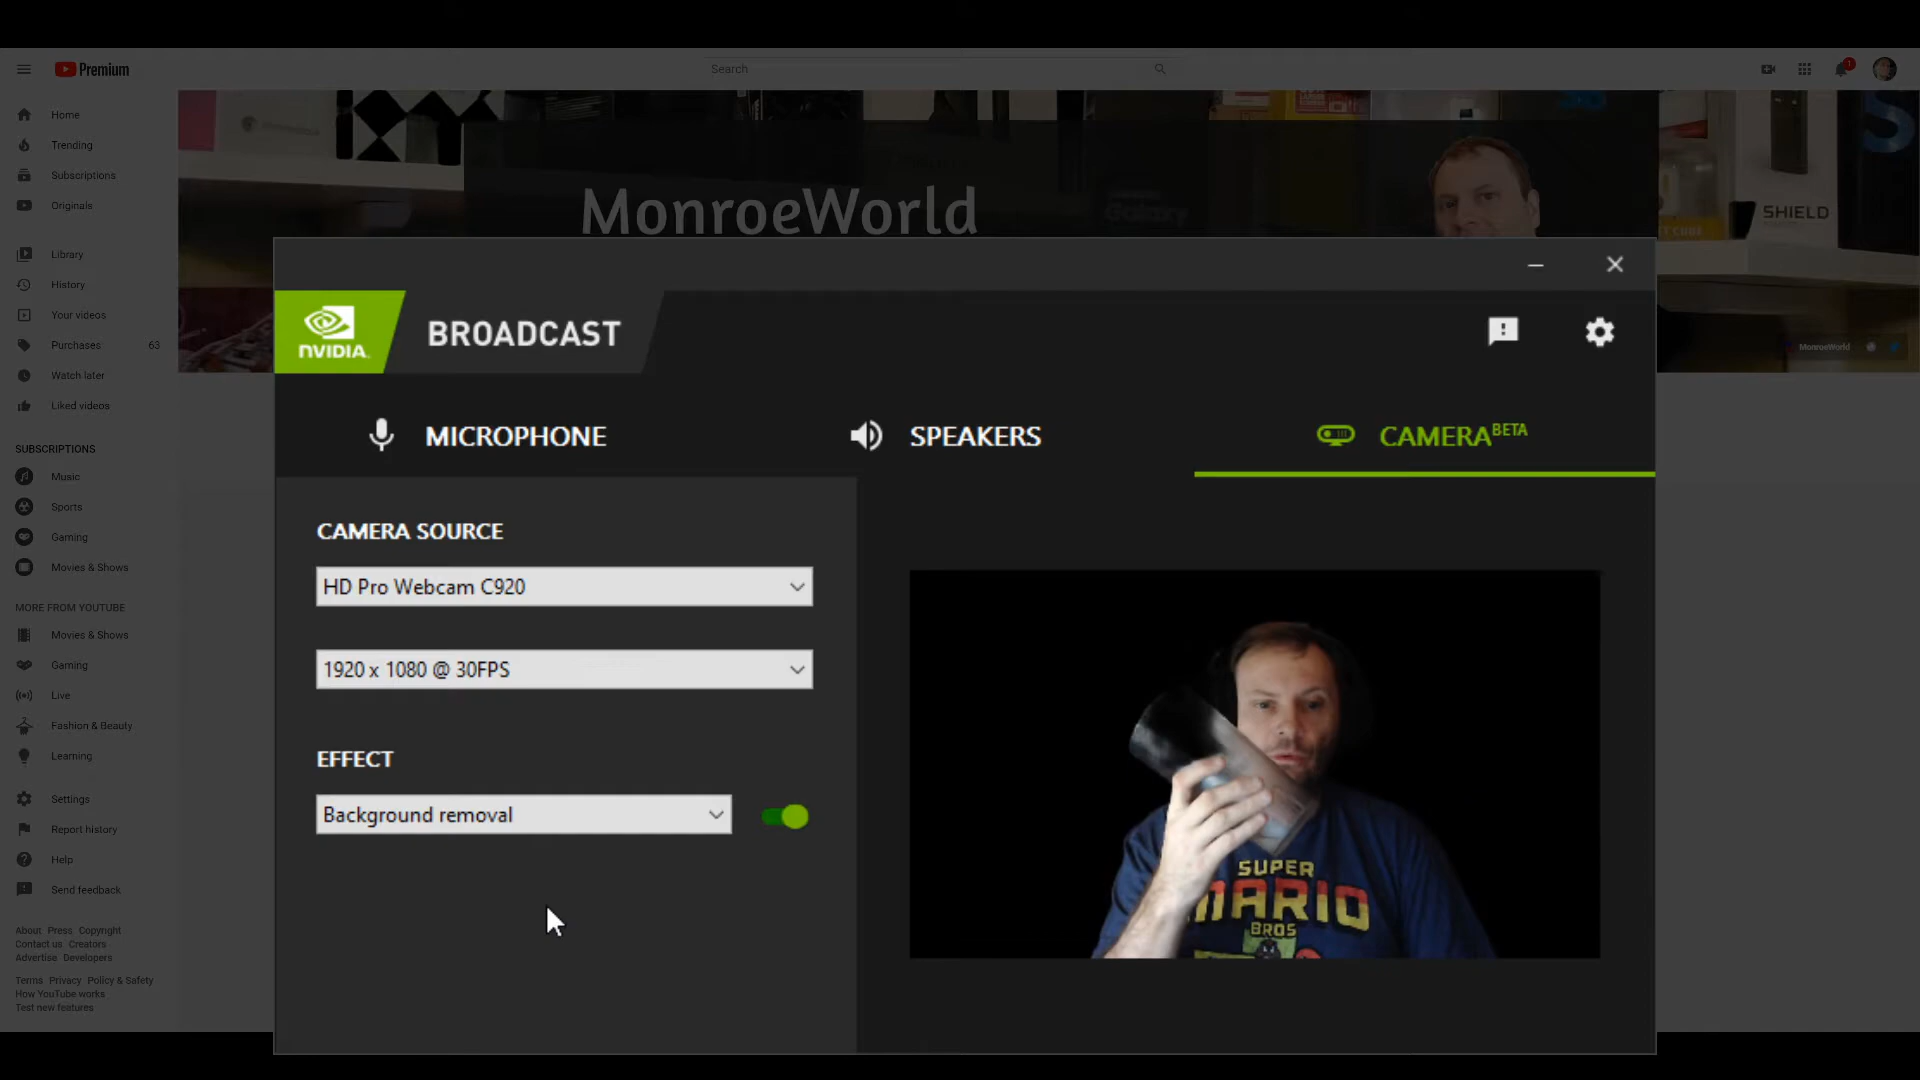 Premium
Search
1
Home
Trending
Subscriptions
Originals
Library
History
Your videos
Purchases 63
Watch later
Liked videos
SUBSCRIPTIONS
Music
Sports
Gaming
Movies & Shows
MORE FROM YOUTUBE
Movies & Shows
Gaming
Live
Fashion & Beauty
Learning
Settings
Report history
Help
Send feedback
About Press Copyright
Contact us Creators
Advertise Developers
Terms Privacy Policy & Safety
How YouTube works
Test new features
MonroeWorld
Galaxy
SHIELD
MonroeWorld
NVIDIA.
BROADCAST
MICROPHONE
SPEAKERS
CAMERA BETA
CAMERA SOURCE
HD Pro Webcam C920
1920 x 1080 @ 30FPS
EFFECT
Background removal
SUPER
MARIO
BROS